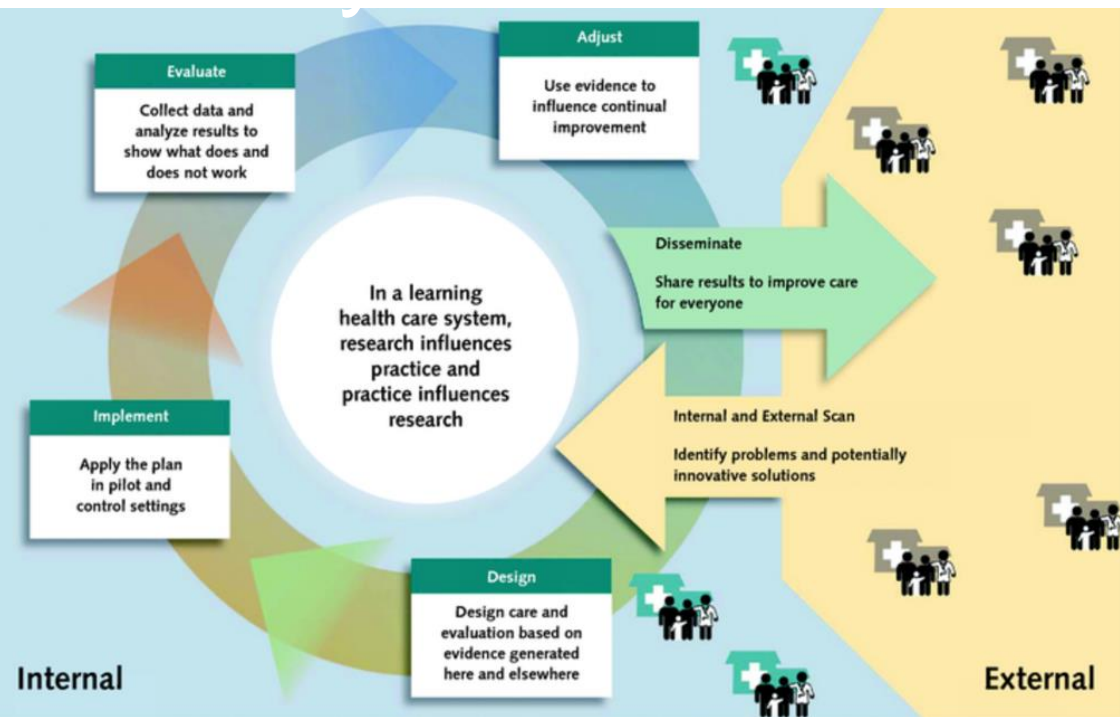 Evaluate
Collect data and
analyze results to
show what does and
does not work
Adjust
Use evidence to
influence continual
improvement
Disseminate
Share results to improve care
for everyone
In a learning
health care system,
research influences
practice and
practice influences
research
Internal and External Scan
Identify problems and potentially
innovative solutions
Implement
Apply the plan
in pilot and
control settings
Design
Design care and
evaluation based on
evidence generated
here and elsewhere
Internal
External